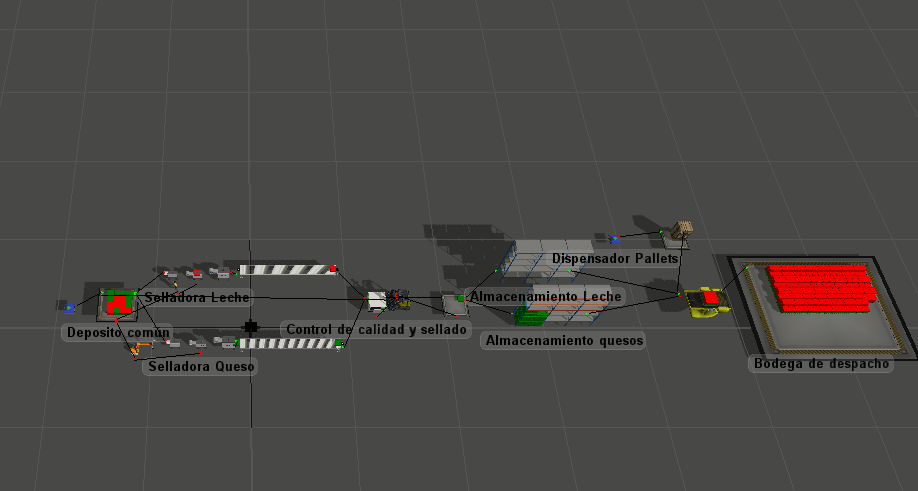 Dispensador Pallets
Selladora Leche
Almacenamiento Leche
Deposito común
Control de calidad y sellado
Almacenamiento quesos
Selladora Queso
Bodega de despacho